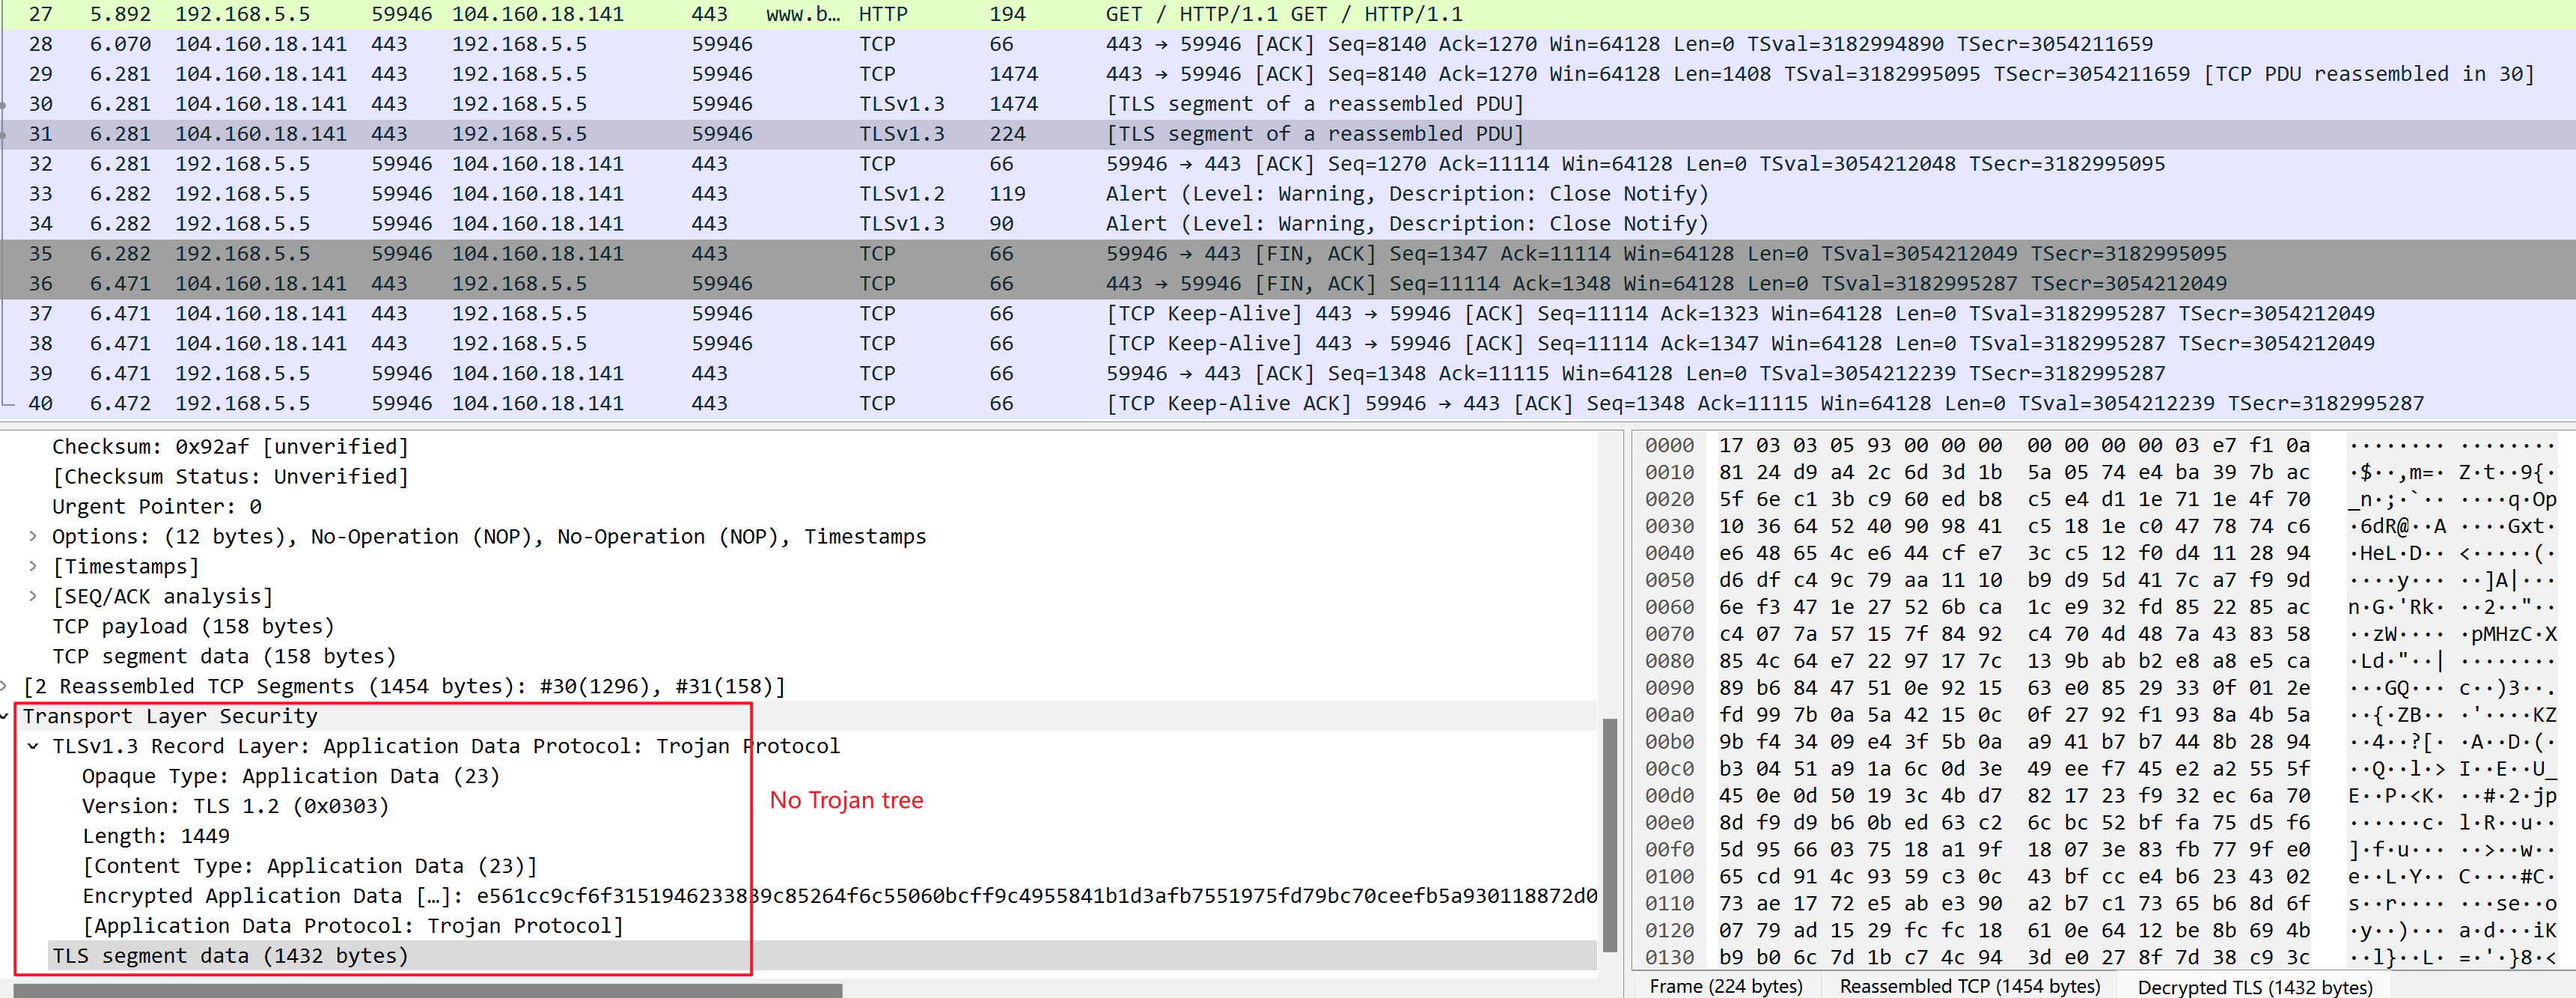 27 5.892 192.168.5.5 59946 104.160.18.141 443 www.b… HTTP 194 GET / HTTP/1.1 GET / HTTP/1.1
28 6.070 104.160.18.141 443 192.168.5.5 59946 TCP 66 443 → 59946 [ACK] Seq=8140 Ack=1270 Win=64128 Len=0 TSval=3182994890 TSecr=3054211659
29 6.281 104.160.18.141 443 192.168.5.5 59946 TCP 1474 443 → 59946 [ACK] Seq=8140 Ack=1270 Win=64128 Len=1408 TSval=3182995095 TSecr=3054211659 [TCP PDU reassembled in 30]
30 6.281 104.160.18.141 443 192.168.5.5 59946 TLSv1.3 1474 [TLS segment of a reassembled PDU]
31 6.281 104.160.18.141 443 192.168.5.5 59946 TLSv1.3 224 [TLS segment of a reassembled PDU]
32 6.281 192.168.5.5 59946 104.160.18.141 443 TCP 66 59946 → 443 [ACK] Seq=1270 Ack=11114 Win=64128 Len=0 TSval=3054212048 TSecr=3182995095
33 6.282 192.168.5.5 59946 104.160.18.141 443 TLSv1.2 119 Alert (Level: Warning, Description: Close Notify)
34 6.282 192.168.5.5 59946 104.160.18.141 443 TLSv1.3 90 Alert (Level: Warning, Description: Close Notify)
35 6.282 192.168.5.5 59946 104.160.18.141 443 TCP 66 59946 → 443 [FIN, ACK] Seq=1347 Ack=11114 Win=64128 Len=0 TSval=3054212049 TSecr=3182995095
36 6.471 104.160.18.141 443 192.168.5.5 59946 TCP 66 443 → 59946 [FIN, ACK] Seq=11114 Ack=1348 Win=64128 Len=0 TSval=3182995287 TSecr=3054212049
37 6.471 104.160.18.141 443 192.168.5.5 59946 TCP 66 [TCP Keep-Alive] 443 → 59946 [ACK] Seq=11114 Ack=1323 Win=64128 Len=0 TSval=3182995287 TSecr=3054212049
38 6.471 104.160.18.141 443 192.168.5.5 59946 TCP 66 [TCP Keep-Alive] 443 → 59946 [ACK] Seq=11114 Ack=1347 Win=64128 Len=0 TSval=3182995287 TSecr=3054212049
39 6.471 192.168.5.5 59946 104.160.18.141 443 TCP 66 59946 → 443 [ACK] Seq=1348 Ack=11115 Win=64128 Len=0 TSval=3054212239 TSecr=3182995287
40 6.472 192.168.5.5 59946 104.160.18.141 443 TCP 66 [TCP Keep-Alive ACK] 59946 → 443 [ACK] Seq=1348 Ack=11115 Win=64128 Len=0 TSval=3054212239 TSecr=3182995287
Checksum: 0x92af [unverified]
[Checksum Status: Unverified]
Urgent Pointer: 0
Options: (12 bytes), No-Operation (NOP), No-Operation (NOP), Timestamps
[Timestamps]
[SEQ/ACK analysis]
TCP payload (158 bytes)
TCP segment data (158 bytes)
[2 Reassembled TCP Segments (1454 bytes): #30(1296), #31(158)]
Transport Layer Security
TLSv1.3 Record Layer: Application Data Protocol: Trojan Protocol
Opaque Type: Application Data (23)
Version: TLS 1.2 (0x0303)
Length: 1449
[Content Type: Application Data (23)]
Encrypted Application Data […]: e561cc9cf6f3151946233839c85264f6c55060bcff9c4955841b1d3afb7551975fd79bc70ceefb5a930118872d0
[Application Data Protocol: Trojan Protocol]
TLS segment data (1432 bytes)
No Trojan tree
0000 17 03 03 05 93 00 00 00 00 00 00 00 03 e7 f1 0a ········ ········
0010 81 24 d9 a4 2c 6d 3d 1b 5a 05 74 e4 ba 39 7b ac ·$··,m=· Z·t··9{·
0020 5f 6e c1 3b c9 60 ed b8 c5 e4 d1 1e 71 1e 4f 70 _n·;·`·· ····q·Op
0030 10 36 64 52 40 90 98 41 c5 18 1e c0 47 78 74 c6 ·6dR@··A ····Gxt·
0040 e6 48 65 4c e6 44 cf e7 3c c5 12 f0 d4 11 28 94 ·HeL·D·· <·····(·
0050 d6 df c4 9c 79 aa 11 10 b9 d9 5d 41 7c a7 f9 9d ····y··· ··]A|···
0060 6e f3 47 1e 27 52 6b ca 1c e9 32 fd 85 22 85 ac n·G·'Rk· ··2··"··
0070 c4 07 7a 57 15 7f 84 92 c4 70 4d 48 7a 43 83 58 ··zW···· ·pMHzC·X
0080 85 4c 64 e7 22 97 17 7c 13 9b ab b2 e8 a8 e5 ca ·Ld·"··| ········
0090 89 b6 84 47 51 0e 92 15 63 e0 85 29 33 0f 01 2e ···GQ··· c··)3··.
00a0 fd 99 7b 0a 5a 42 15 0c 0f 27 92 f1 93 8a 4b 5a ··{·ZB·· ·'····KZ
00b0 9b f4 34 09 e4 3f 5b 0a a9 41 b7 b7 44 8b 28 94 ··4··?[· ·A··D·(·
00c0 b3 04 51 a9 1a 6c 0d 3e 49 ee f7 45 e2 a2 55 5f ··Q··l·> I··E··U_
00d0 45 0e 0d 50 19 3c 4b d7 82 17 23 f9 32 ec 6a 70 E··P·<K· ··#·2·jp
00e0 8d f9 d9 b6 0b ed 63 c2 6c bc 52 bf fa 75 d5 f6 ······c· l·R··u··
00f0 5d 95 66 03 75 18 a1 9f 18 07 3e 83 fb 77 9f e0 ]·f·u··· ··>··w··
0100 65 cd 91 4c 93 59 c3 0c 43 bf cc e4 b6 23 43 02 e··L·Y·· C····#C·
0110 73 ae 17 72 e5 ab e3 90 a2 b7 c1 73 65 b6 8d 6f s··r···· ···se··o
0120 07 79 ad 15 29 fc fc 18 61 0e 64 12 be 8b 69 4b ·y··)··· a·d···iK
0130 b9 b0 6c 7d 1b c7 4c 94 3d e0 27 8f 7d 38 c9 3c ··l}··L· =·'·}8·<
Frame (224 bytes) Reassembled TCP (1454 bytes) Decrypted TLS (1432 bytes)